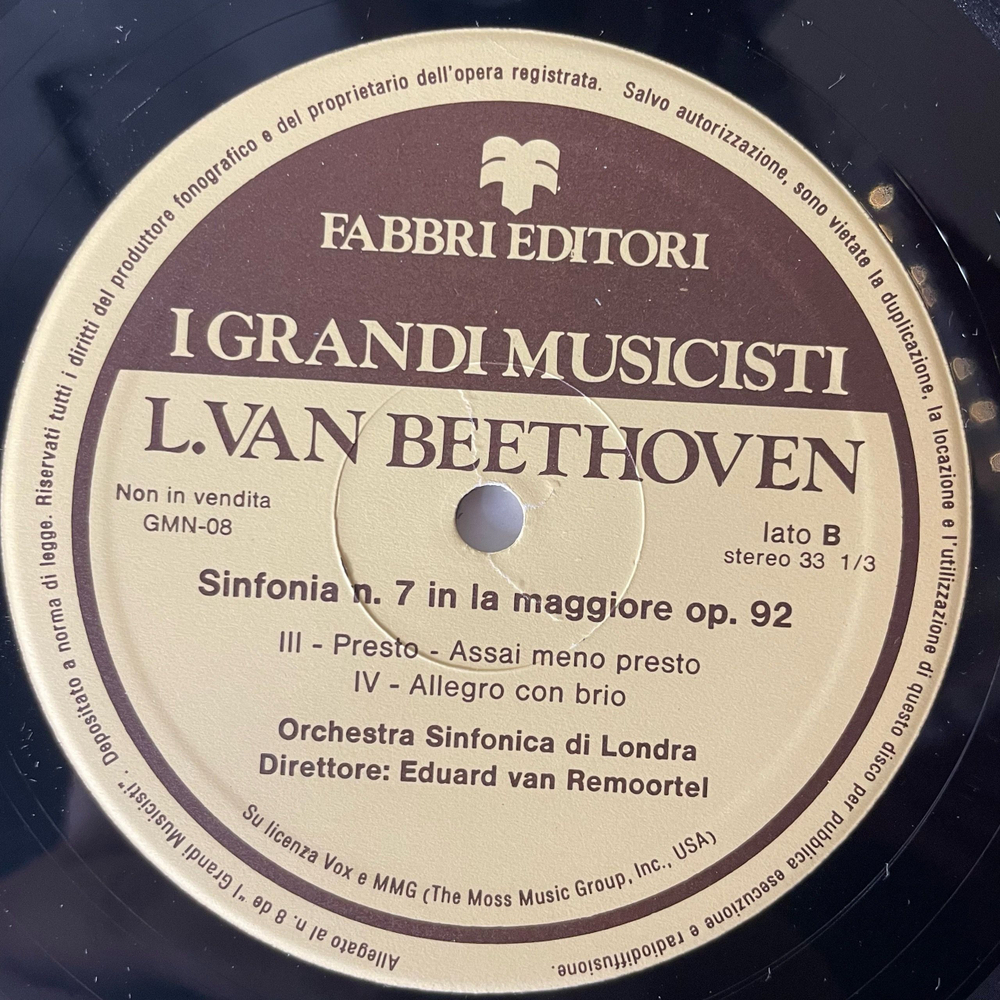 FABBRI EDITORI
I GRANDI MUSICISTI
L. VAN BEETHOVEN
Non in vendita
GMN-08
lato B
stereo 33 1/3
Sinfonia n. 7 in la maggiore op. 92
III - Presto - Assai meno presto
IV - Allegro con brio
Orchestra Sinfonica di Londra
Direttore: Eduard van Remoortel
Su licenza Vox e MMG (The Moss Music Group, Inc., USA)
Allegato al n. 8 de "I Grandi Musicisti". Depositato a norma di legge. Riservati tutti i diritti del produttore fonografico e del proprietario dell'opera registrata. Salvo autorizzazione, sono vietate la duplicazione, la locazione e l'utilizzazione di questo disco per pubblica esecuzione e radiodiffusione.